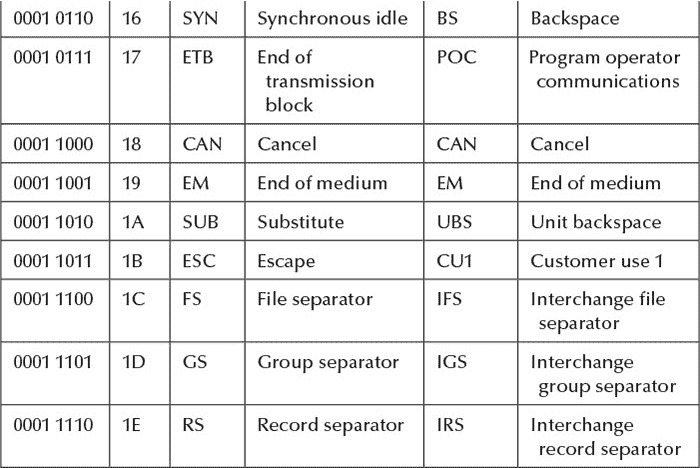 0001 0110 16 SYN Synchronous idle BS Backspace
0001 0111 17 ETB End of POC Program operator
transmission communications
block
0001 1000 18 CAN Cancel CAN Cancel
0001 1001 19 EM End of medium EM End of medium
0001 1010 1A SUB Substitute UBS Unit backspace
0001 1011 1B ESC Escape CU1 Customer use 1
0001 1100 1C FS File separator IFS Interchange file
separator
0001 1101 1D GS Group separator IGS Interchange
group separator
0001 1110 1E RS Record separator IRS Interchange
record separator